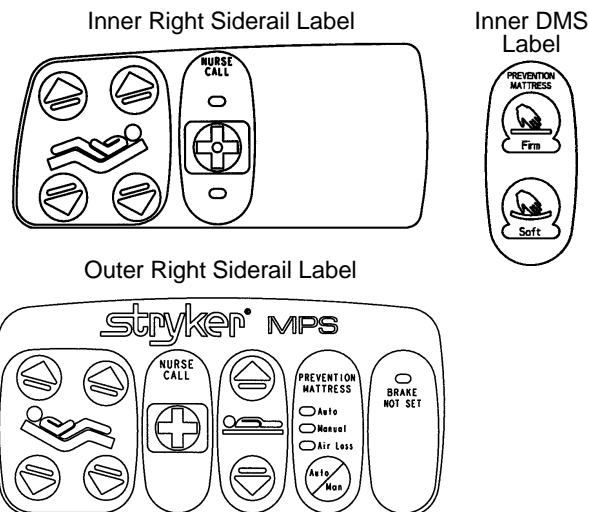 Inner Right Siderail Label
NURSE
CALL
Inner DMS
Label
PREVENTION
MATTRESS
Firm
Soft
Outer Right Siderail Label
stryker MPS
NURSE
CALL
PREVENTION
MATTRESS
Auto
Manual
Air Loss
Auto
Man
BRAKE
NOT SET